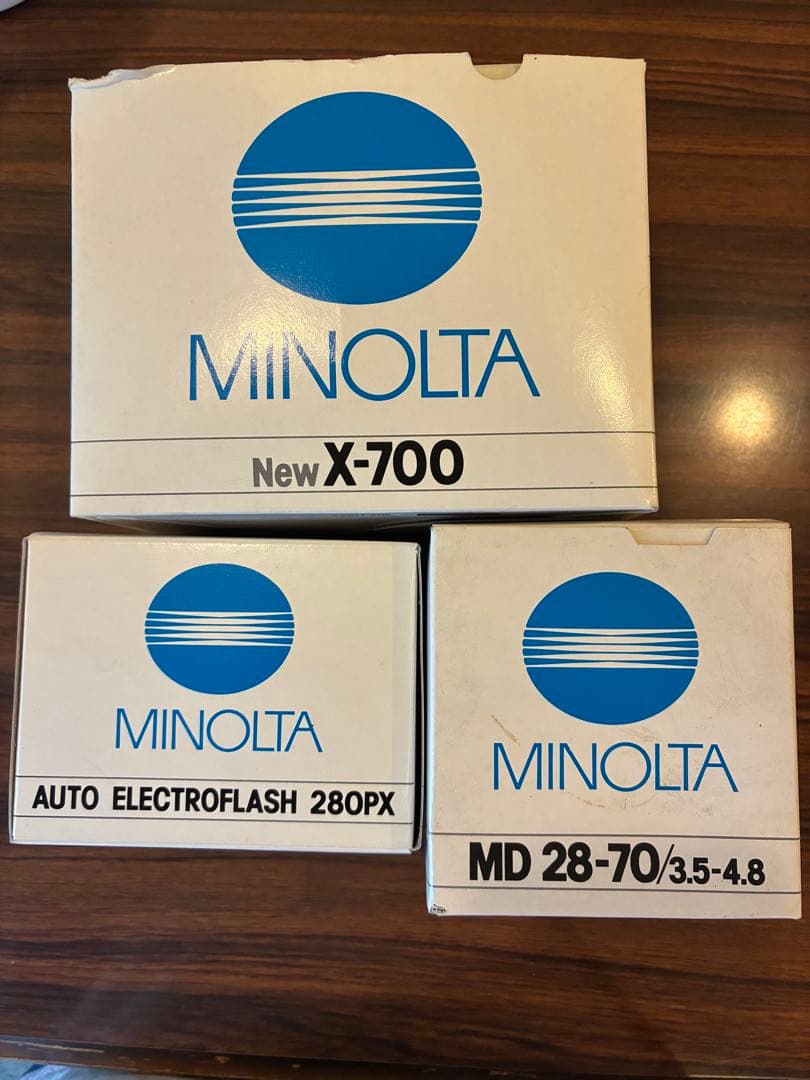 MINOLTA
New X-700
MINOLTA
AUTO ELECTROFLASH 280PX
MINOLTA
MD 28-70/3.5-4.8